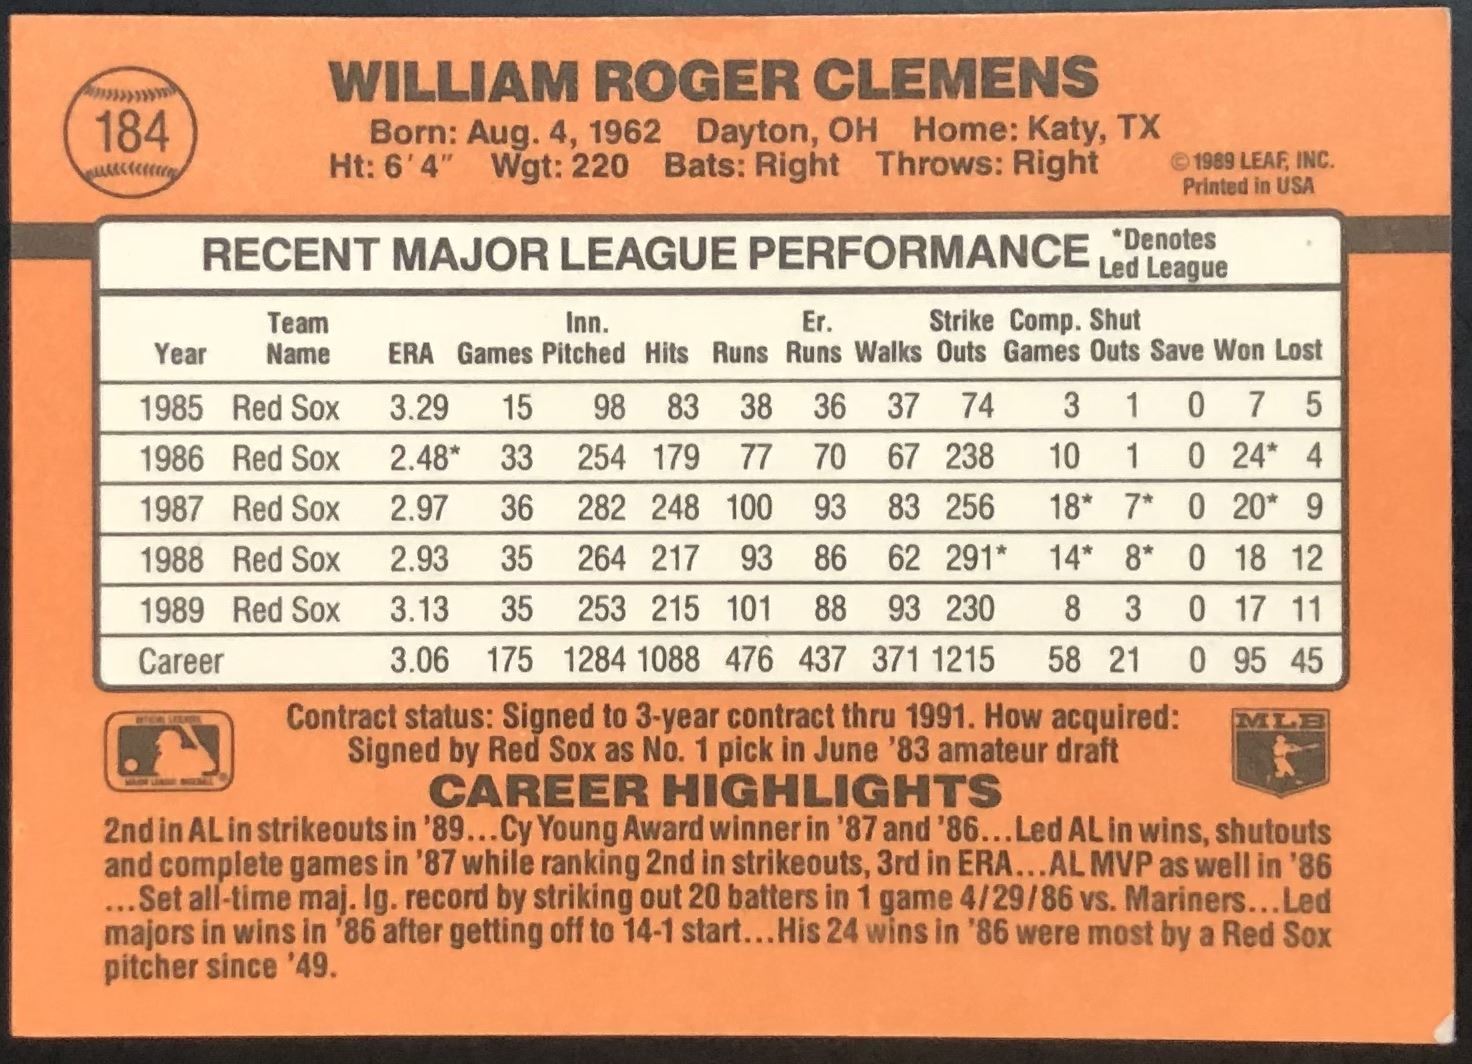 184
WILLIAM ROGER CLEMENS
Born: Aug. 4, 1962 Dayton, OH Home: Katy, TX
Ht: 6'4" Wgt: 220 Bats: Right Throws: Right
© 1989 LEAF, INC.
Printed in USA
RECENT MAJOR LEAGUE PERFORMANCE *Denotes Led League
Year Team Name ERA Games Inn. Pitched Hits Runs Er. Runs Walks Strike Outs Comp. Games Shut Outs Save Won Lost
1985 Red Sox 3.29 15 98 83 38 36 37 74 3 1 0 7 5
1986 Red Sox 2.48* 33 254 179 77 70 67 238 10 1 0 24* 4
1987 Red Sox 2.97 36 282 248 100 93 83 256 18* 7* 0 20* 9
1988 Red Sox 2.93 35 264 217 93 86 62 291* 14* 8* 0 18 12
1989 Red Sox 3.13 35 253 215 101 88 93 230 8 3 0 17 11
Career 3.06 175 1284 1088 476 437 371 1215 58 21 0 95 45
Contract status: Signed to 3-year contract thru 1991. How acquired:
Signed by Red Sox as No. 1 pick in June '83 amateur draft
MLB
CAREER HIGHLIGHTS
2nd in AL in strikeouts in '89...Cy Young Award winner in '87 and '86...Led AL in wins, shutouts
and complete games in '87 while ranking 2nd in strikeouts, 3rd in ERA...AL MVP as well in '86
...Set all-time maj. lg. record by striking out 20 batters in 1 game 4/29/86 vs. Mariners...Led
majors in wins in '86 after getting off to 14-1 start...His 24 wins in '86 were most by a Red Sox
pitcher since '49.